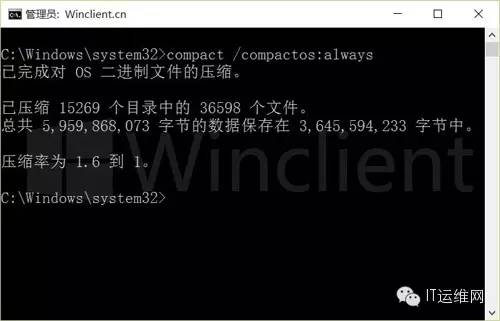 管理员: Winclient.cn
C:\Windows\system32>compact /compactos:always
已完成对 OS 二进制文件的压缩。
已压缩 15269 个目录中的 36598 个文件。
总共 5,959,868,073 字节的数据保存在 3,645,594,233 字节中。
压缩率为 1.6 到 1。
C:\Windows\system32>
Winclient
IT运维网